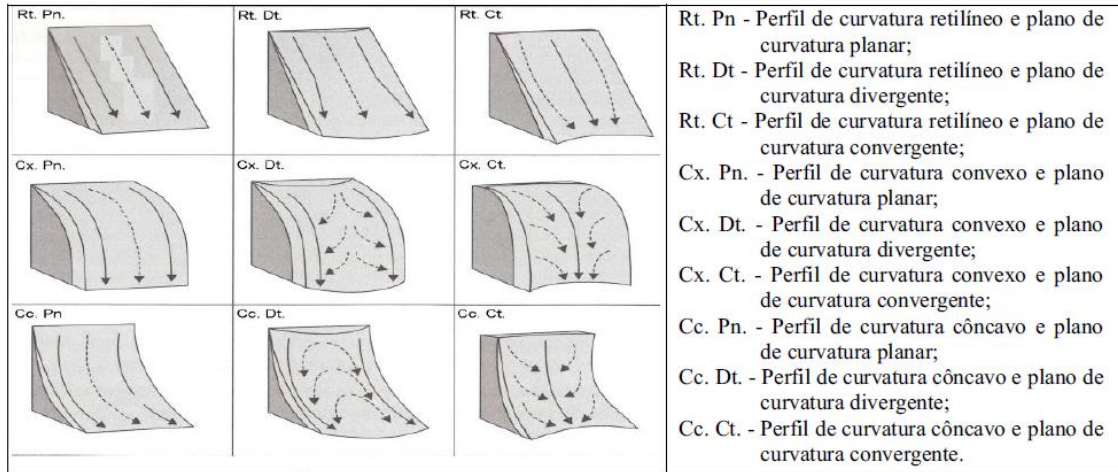 Rt. Pn.
Rt. Dt.
Rt. Ct.
Cx. Pn.
Cx. Dt.
Cx. Ct.
Cc. Pn
Cc. Dt.
Cc. Ct.
Rt. Pn - Perfil de curvatura retilíneo e plano de
curvatura planar;
Rt. Dt - Perfil de curvatura retilíneo e plano de
curvatura divergente;
Rt. Ct - Perfil de curvatura retilíneo e plano de
curvatura convergente;
Cx. Pn. - Perfil de curvatura convexo e plano
de curvatura planar;
Cx. Dt. - Perfil de curvatura convexo e plano
de curvatura divergente;
Cx. Ct. - Perfil de curvatura convexo e plano
de curvatura convergente;
Cc. Pn. - Perfil de curvatura côncavo e plano
de curvatura planar;
Cc. Dt. - Perfil de curvatura côncavo e plano de
curvatura divergente;
Cc. Ct. - Perfil de curvatura côncavo e plano de
curvatura convergente.